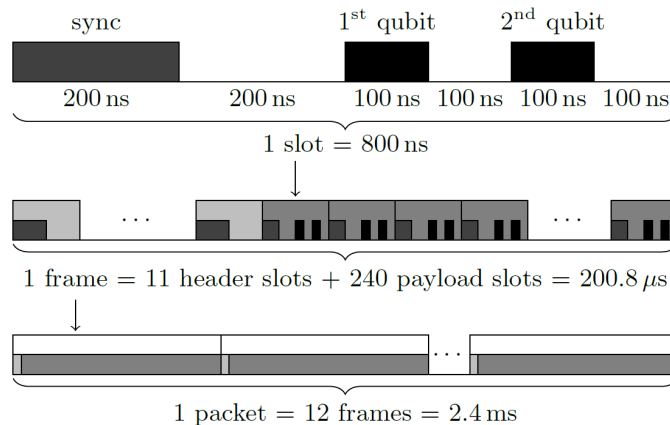 sync 1st qubit 2nd qubit
200 ns 200 ns 100 ns 100 ns 100 ns 100 ns
1 slot = 800 ns
. . . . . .
1 frame = 11 header slots + 240 payload slots = 200.8 μs
. . .
1 packet = 12 frames = 2.4 ms